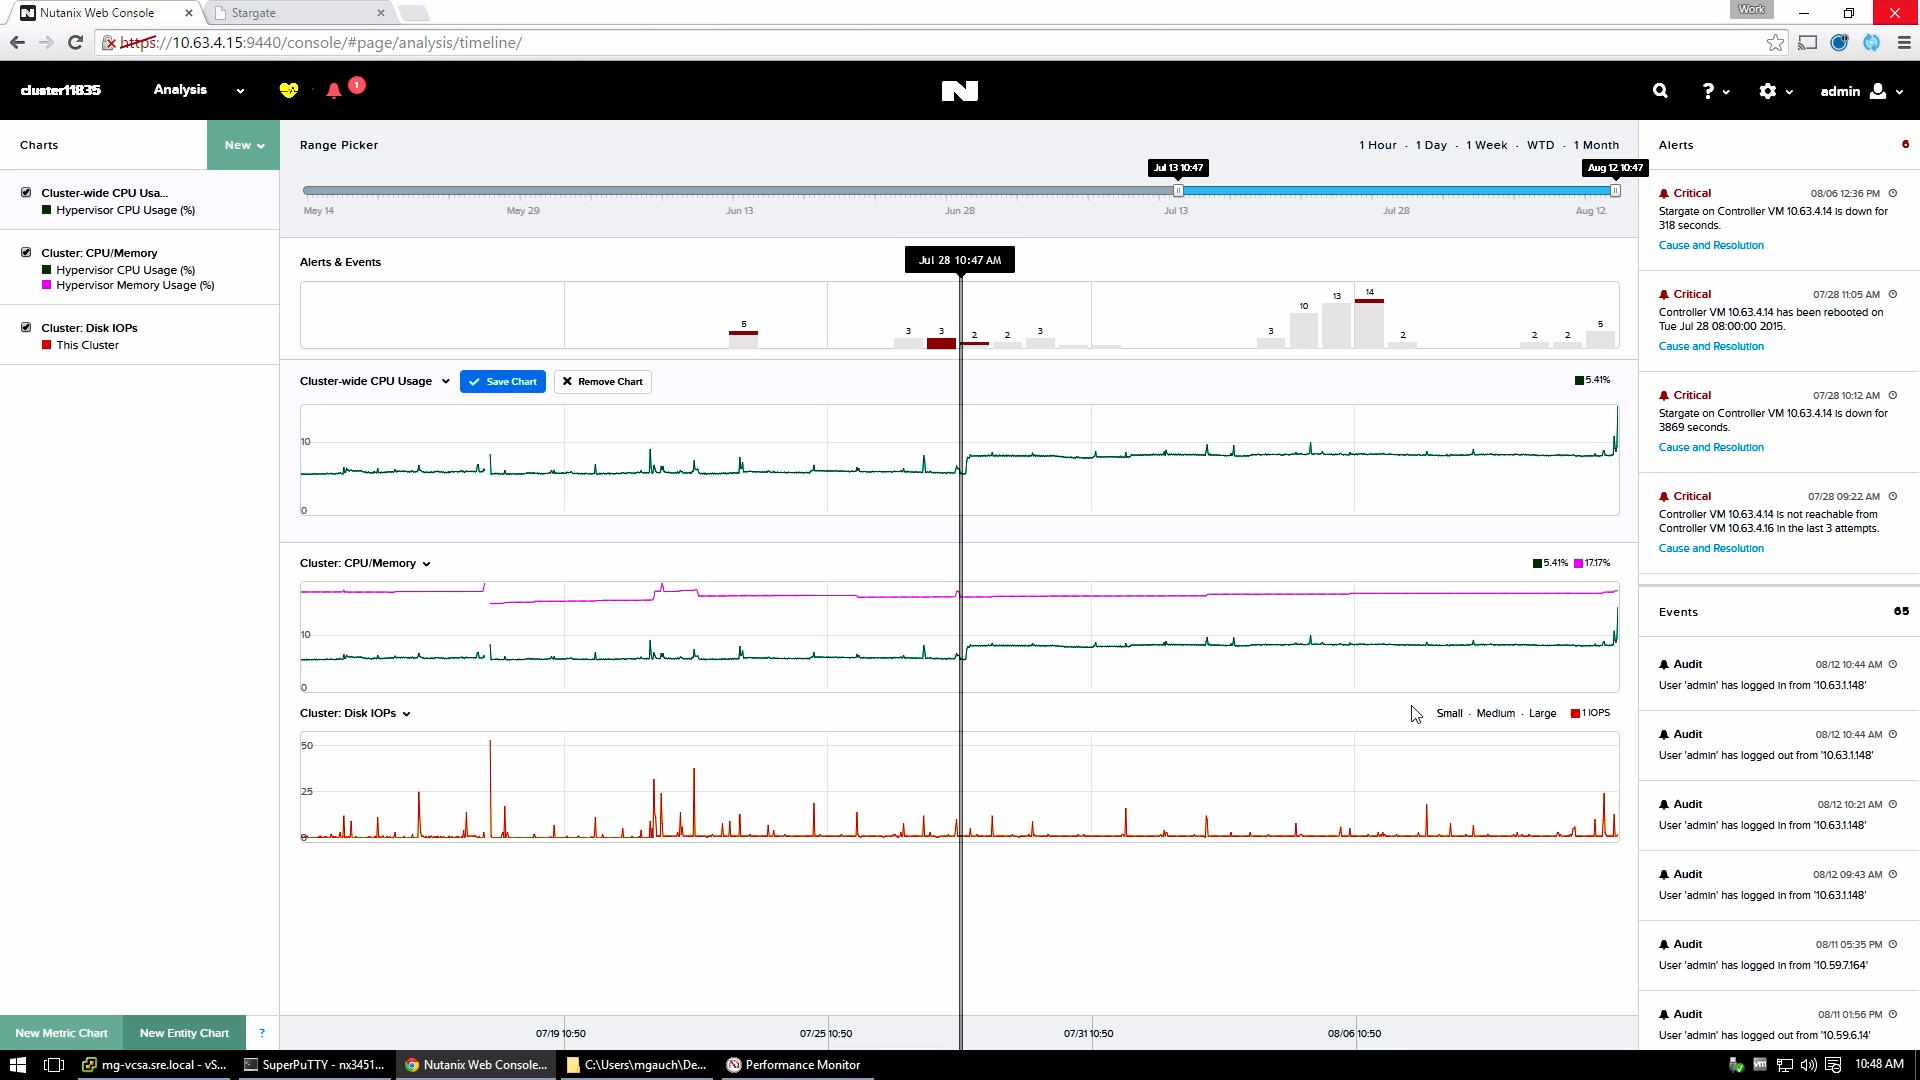 Nutanix Web Console
Stargate
Work
https://10.63.4.15:9440/console/#page/analysis/timeline/
cluster11835
Analysis
1
?
admin
Charts
New
Cluster-wide CPU Usa...
Hypervisor CPU Usage (%)
Cluster: CPU/Memory
Hypervisor CPU Usage (%)
Hypervisor Memory Usage (%)
Cluster: Disk IOPs
This Cluster
New Metric Chart
New Entity Chart
?
Range Picker
1 Hour · 1 Day · 1 Week · WTD · 1 Month
Jul 13 10:47
Aug 12 10:47
May 14
May 29
Jun 13
Jun 28
Jul 13
Jul 28
Aug 12
Alerts & Events
Jul 28 10:47 AM
5
3
3
2
2
3
3
10
13
14
2
2
2
5
Cluster-wide CPU Usage
Save Chart
Remove Chart
5.41%
10
0
Cluster: CPU/Memory
5.41%
17.17%
10
0
Cluster: Disk IOPs
Small · Medium · Large
1 IOPS
50
25
0
07/19 10:50
07/25 10:50
07/31 10:50
08/06 10:50
Alerts
6
Critical
08/06 12:36 PM
Stargate on Controller VM 10.63.4.14 is down for
318 seconds.
Cause and Resolution
Critical
07/28 11:05 AM
Controller VM 10.63.4.14 has been rebooted on
Tue Jul 28 08:00:00 2015.
Cause and Resolution
Critical
07/28 10:12 AM
Stargate on Controller VM 10.63.4.14 is down for
3869 seconds.
Cause and Resolution
Critical
07/28 09:22 AM
Controller VM 10.63.4.14 is not reachable from
Controller VM 10.63.4.16 in the last 3 attempts.
Cause and Resolution
Events
65
Audit
08/12 10:44 AM
User 'admin' has logged in from '10.63.1.148'
Audit
08/12 10:44 AM
User 'admin' has logged out from '10.63.1.148'
Audit
08/12 10:21 AM
User 'admin' has logged in from '10.63.1.148'
Audit
08/12 09:43 AM
User 'admin' has logged in from '10.63.1.148'
Audit
08/11 05:35 PM
User 'admin' has logged in from '10.59.7.164'
Audit
08/11 01:56 PM
User 'admin' has logged out from '10.59.6.14'
mg-vcsa.sre.local - vS...
SuperPuTTY - nx3451...
Nutanix Web Console...
C:\Users\mgauch\De...
Performance Monitor
10:48 AM